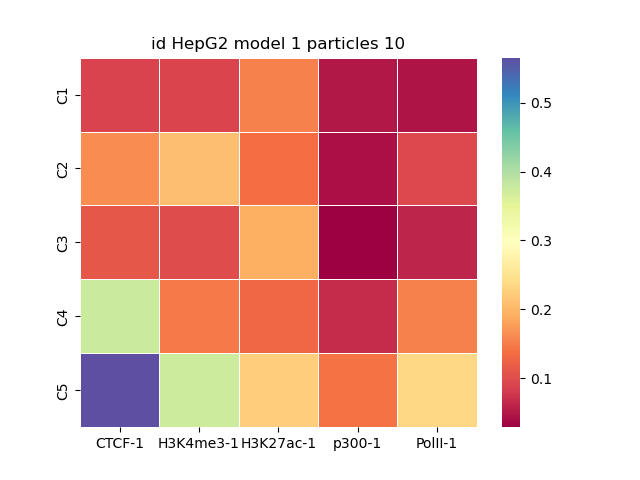 id HepG2 model 1 particles 10
C1
C2
C3
C4
C5
CTCF-1 H3K4me3-1 H3K27ac-1 p300-1 PolII-1
0.5
0.4
0.3
0.2
0.1